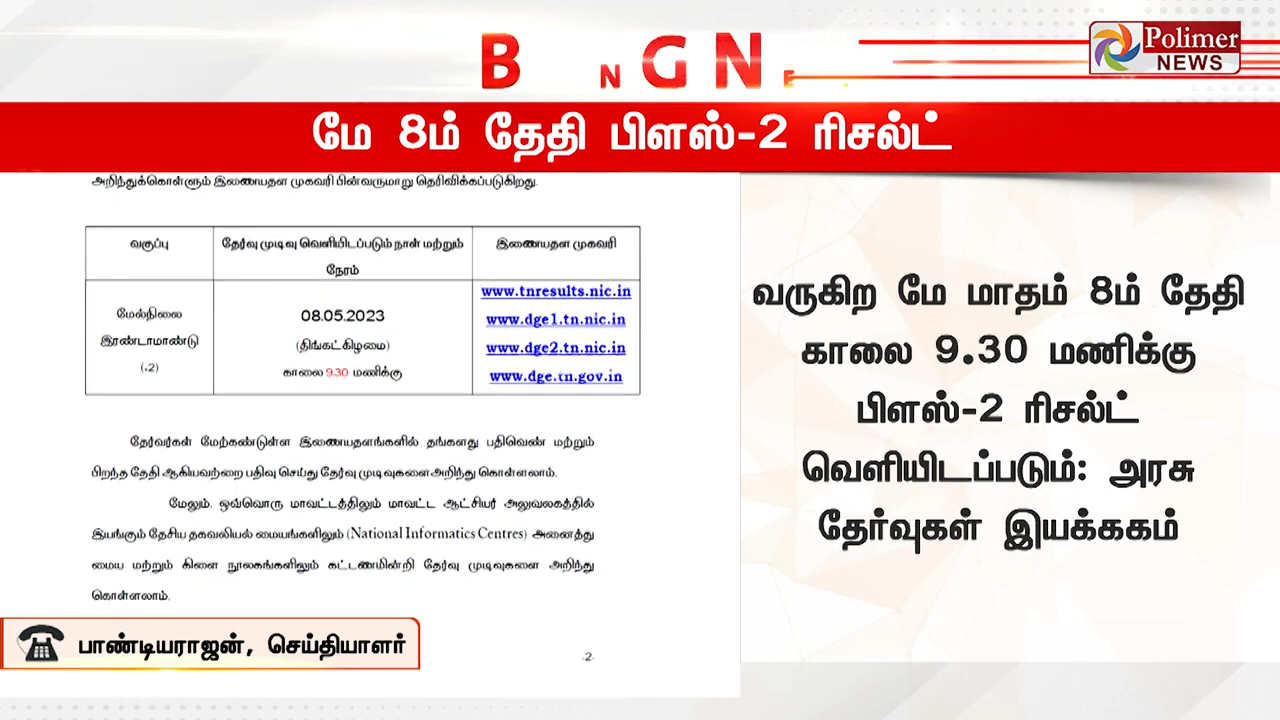 B N G N E
Polimer
NEWS
மே 8ம் தேதி பிளஸ்-2 ரிசல்ட்
அறிந்துக்கொள்ளும் இணையதள முகவரி பின்வருமாறு தெரிவிக்கப்படுகிறது.
வகுப்பு
தேர்வு முடிவு வெளியிடப்படும் நாள் மற்றும்
நேரம்
இணையதள முகவரி
மேல்நிலை
இரண்டாமாண்டு
(.2)
08.05.2023
(திங்கட்கிழமை)
காலை 9.30 மணிக்கு
www.tnresults.nic.in
www.dge1.tn.nic.in
www.dge2.tn.nic.in
www.dge.tn.gov.in
தேர்வர்கள் மேற்கண்டுள்ள இணையதளங்களில் தங்களது பதிவெண் மற்றும்
பிறந்த தேதி ஆகியவற்றை பதிவு செய்து தேர்வு முடிவுகளை அறிந்து கொள்ளலாம்.
மேலும், ஒவ்வொரு மாவட்டத்திலும் மாவட்ட ஆட்சியர் அலுவலகத்தில்
இயங்கும் தேசிய தகவலியல் மையங்களிலும் (National Informatics Centres) அனைத்து
மைய மற்றும் கிளை நூலகங்களிலும் கட்டணமின்றி தேர்வு முடிவுகளை அறிந்து
கொள்ளலாம்.
-2-
வருகிற மே மாதம் 8ம் தேதி
காலை 9.30 மணிக்கு
பிளஸ்-2 ரிசல்ட்
வெளியிடப்படும்: அரசு
தேர்வுகள் இயக்ககம்
பாண்டியராஜன், செய்தியாளர்